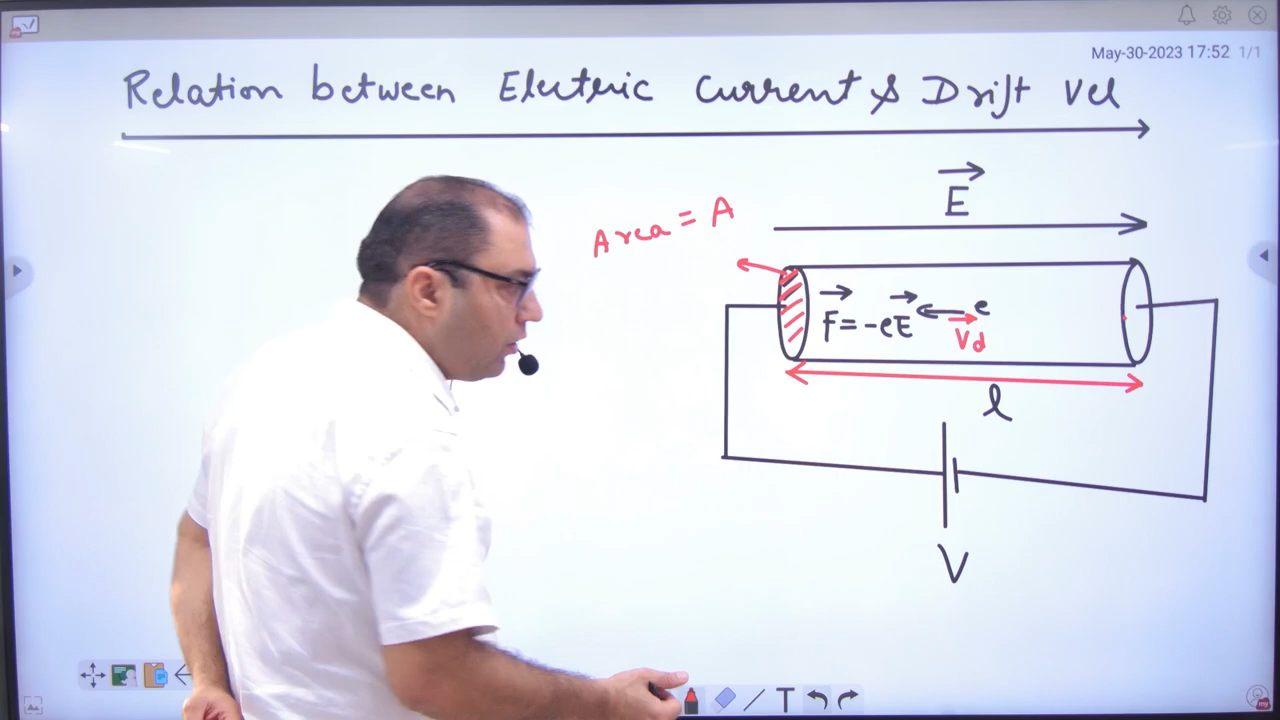 May-30-2023 17:52 1/1
Relation between Electric Current & Drift Vel
E
Area = A
F = -eE
e
Vd
l
V
T